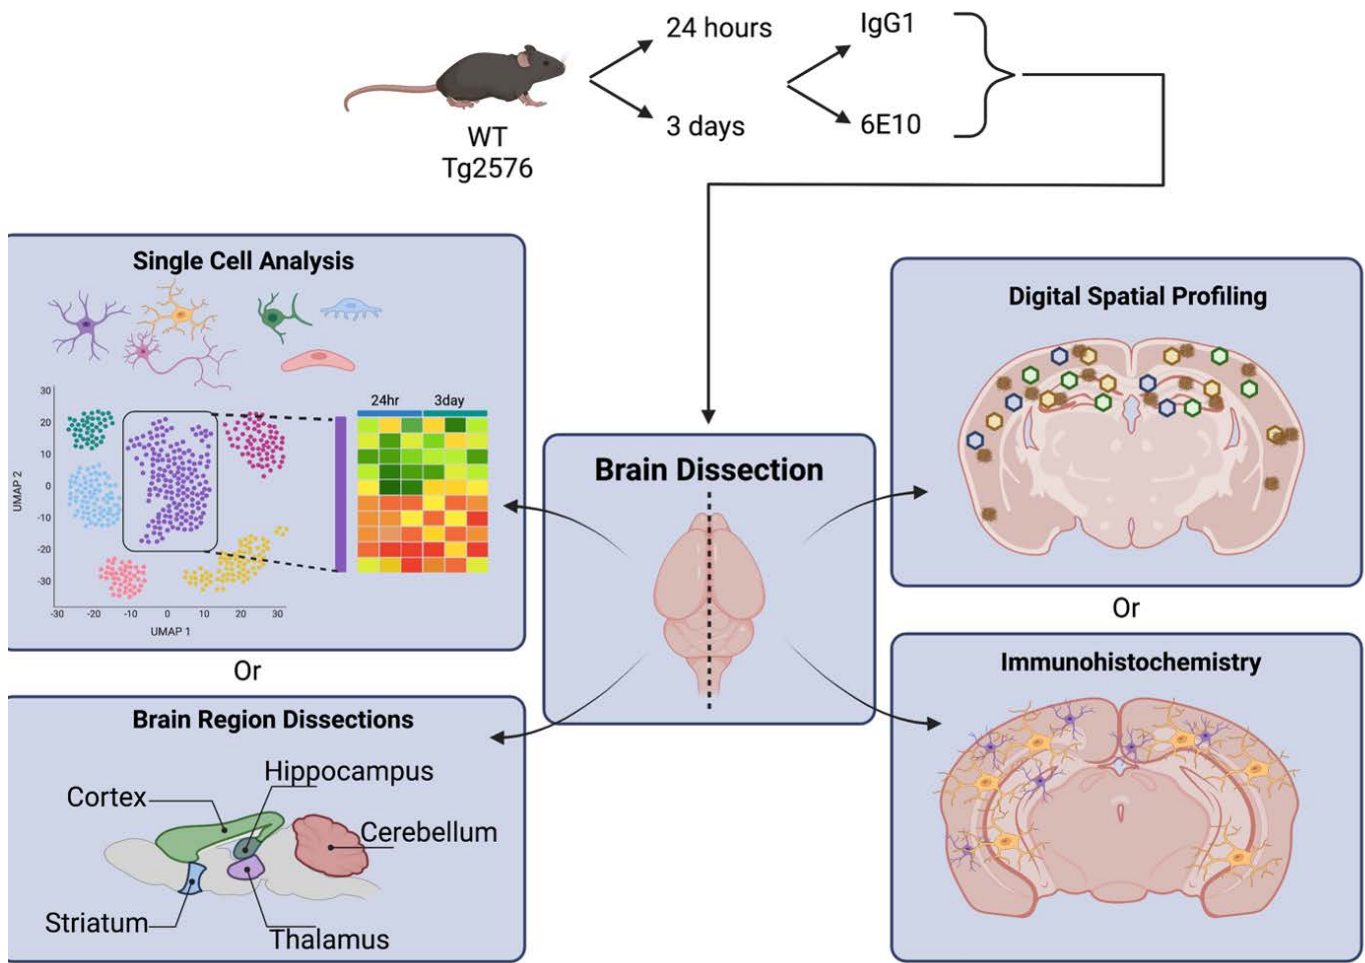 24 hours
IgG1
3 days
6E10
WT
Tg2576
Single Cell Analysis
24hr
3day
30
20
10
0
-10
-20
-30
UMAP 2
-30
-20
-10
0
10
20
30
UMAP 1
Or
Brain Region Dissections
Hippocampus
Cortex
Cerebellum
Striatum
Thalamus
Brain Dissection
Digital Spatial Profiling
Or
Immunohistochemistry